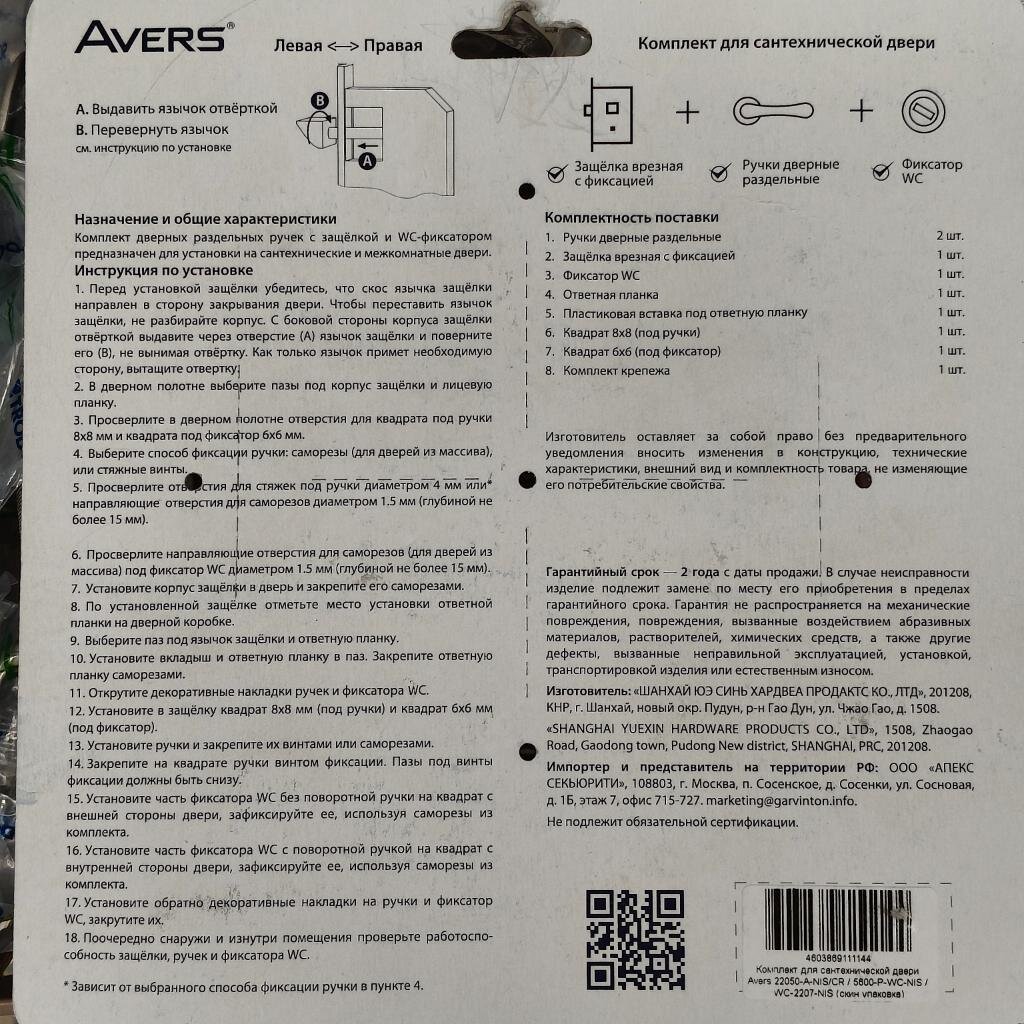 AVERS®
Левая <—> Правая
Комплект для сантехнической двери
A. Выдавить язычок отвёрткой
B. Перевернуть язычок
см. инструкцию по установке
B
A
+
+
Защёлка врезная
с фиксацией
Ручки дверные
раздельные
Фиксатор
WC
Назначение и общие характеристики
Комплект дверных раздельных ручек с защёлкой и WC-фиксатором
предназначен для установки на сантехнические и межкомнатные двери.
Инструкция по установке
1. Перед установкой защёлки убедитесь, что скос язычка защёлки
направлен в сторону закрывания двери. Чтобы переставить язычок
защёлки, не разбирайте корпус. С боковой стороны корпуса защёлки
отвёрткой выдавите через отверстие (A) язычок защёлки и поверните
его (B), не вынимая отвёртку. Как только язычок примет необходимую
сторону, вытащите отвертку.
2. В дверном полотне выберите пазы под корпус защёлки и лицевую
планку.
3. Просверлите в дверном полотне отверстия для квадрата под ручки
8х8 мм и квадрата под фиксатор 6х6 мм.
4. Выберите способ фиксации ручки: саморезы (для дверей из массива),
или стяжные винты.
5. Просверлите отверстия для стяжек под ручки диаметром 4 мм или*
направляющие отверстия для саморезов диаметром 1.5 мм (глубиной не
более 15 мм).
6. Просверлите направляющие отверстия для саморезов (для дверей из
массива) под фиксатор WC диаметром 1.5 мм (глубиной не более 15 мм).
7. Установите корпус защёлки в дверь и закрепите его саморезами.
8. По установленной защёлке отметьте место установки ответной
планки на дверной коробке.
9. Выберите паз под язычок защёлки и ответную планку.
10. Установите вкладыш и ответную планку в паз. Закрепите ответную
планку саморезами.
11. Открутите декоративные накладки ручек и фиксатора WC.
12. Установите в защёлку квадрат 8х8 мм (под ручки) и квадрат 6х6 мм
(под фиксатор).
13. Установите ручки и закрепите их винтами или саморезами.
14. Закрепите на квадрате ручки винтом фиксации. Пазы под винты
фиксации должны быть снизу.
15. Установите часть фиксатора WC без поворотной ручки на квадрат с
внешней стороны двери, зафиксируйте ее, используя саморезы из
комплекта.
16. Установите часть фиксатора WC с поворотной ручкой на квадрат с
внутренней стороны двери, зафиксируйте ее, используя саморезы из
комплекта.
17. Установите обратно декоративные накладки на ручки и фиксатор
WC, закрутите их.
18. Поочередно снаружи и изнутри помещения проверьте работоспо-
собность защёлки, ручек и фиксатора WC.
* Зависит от выбранного способа фиксации ручки в пункте 4.
Комплектность поставки
1. Ручки дверные раздельные 2 шт.
2. Защёлка врезная с фиксацией 1 шт.
3. Фиксатор WC 1 шт.
4. Ответная планка 1 шт.
5. Пластиковая вставка под ответную планку 1 шт.
6. Квадрат 8х8 (под ручки) 1 шт.
7. Квадрат 6х6 (под фиксатор) 1 шт.
8. Комплект крепежа 1 шт.
Изготовитель оставляет за собой право без предварительного
уведомления вносить изменения в конструкцию, технические
характеристики, внешний вид и комплектность товара, не изменяющие
его потребительские свойства.
Гарантийный срок — 2 года с даты продажи. В случае неисправности
изделие подлежит замене по месту его приобретения в пределах
гарантийного срока. Гарантия не распространяется на механические
повреждения, повреждения, вызванные воздействием абразивных
материалов, растворителей, химических средств, а также другие
дефекты, вызванные неправильной эксплуатацией, установкой,
транспортировкой изделия или естественным износом.
Изготовитель: «ШАНХАЙ ЮЭ СИНЬ ХАРДВЕА ПРОДАКТС КО., ЛТД», 201208,
КНР, г. Шанхай, новый окр. Пудун, р-н Гао Дун, ул. Чжао Гао, д. 1508.
«SHANGHAI YUEXIN HARDWARE PRODUCTS CO., LTD», 1508, Zhaogao
Road, Gaodong town, Pudong New district, SHANGHAI, PRC, 201208.
Импортер и представитель на территории РФ: ООО «АПЕКС
СЕКЬЮРИТИ», 108803, г. Москва, п. Сосенское, д. Сосенки, ул. Сосновая,
д. 1Б, этаж 7, офис 715-727. marketing@garvinton.info.
Не подлежит обязательной сертификации.
4603869111144
Комплект для сантехнической двери
Avers 22050-A-NIS/CR / 5600-P-WC-NIS /
WC-2207-NIS (скин упаковка)